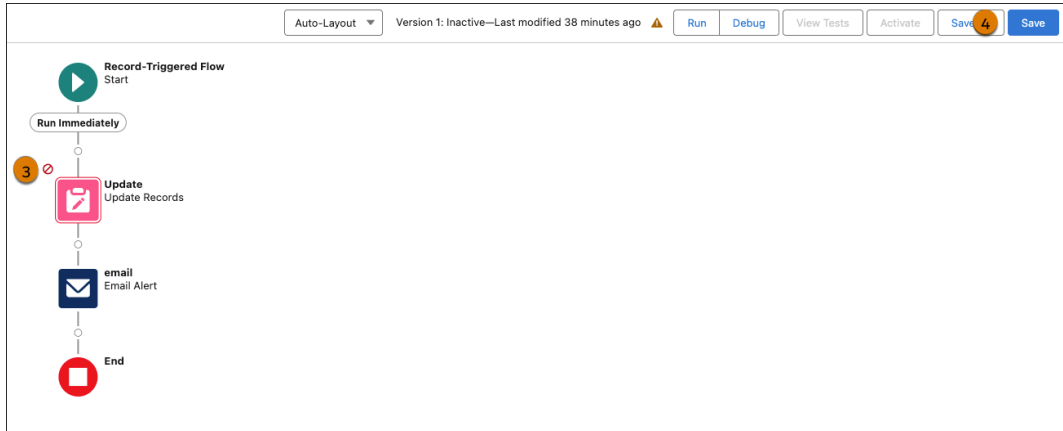 Auto-Layout Version 1: Inactive—Last modified 38 minutes ago Run Debug View Tests Activate Save 4 Save
Record-Triggered Flow
Start
Run Immediately
3
Update
Update Records
email
Email Alert
End